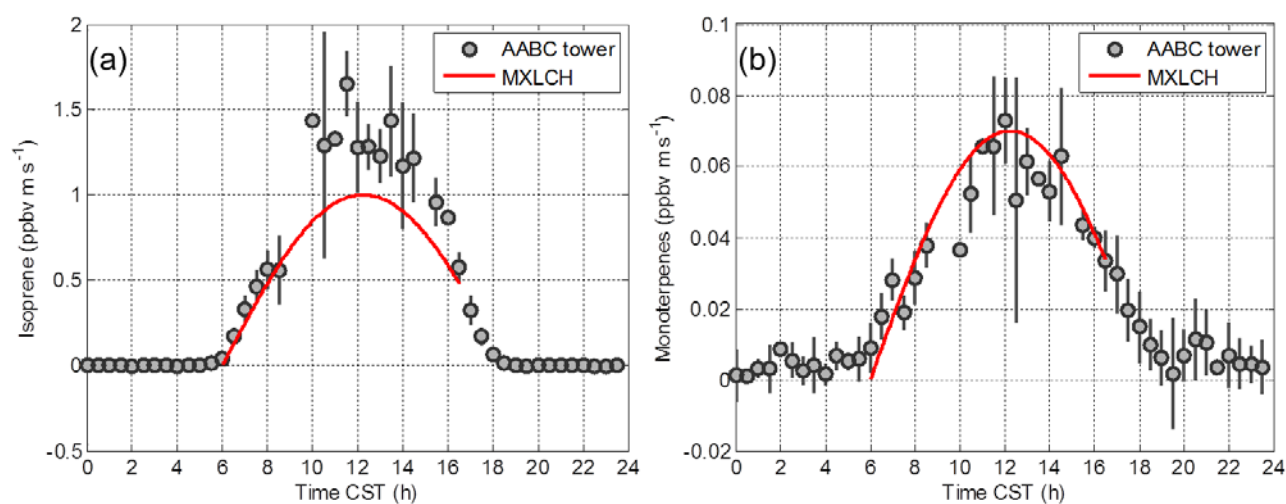 (a)
AABC tower
MXLCH
Isoprene (ppbv m s⁻¹)
2
1.5
1
0.5
0
-0.5
0 2 4 6 8 10 12 14 16 18 20 22 24
Time CST (h)
(b)
AABC tower
MXLCH
Monoterpenes (ppbv m s⁻¹)
0.1
0.08
0.06
0.04
0.02
0
-0.02
0 2 4 6 8 10 12 14 16 18 20 22 24
Time CST (h)